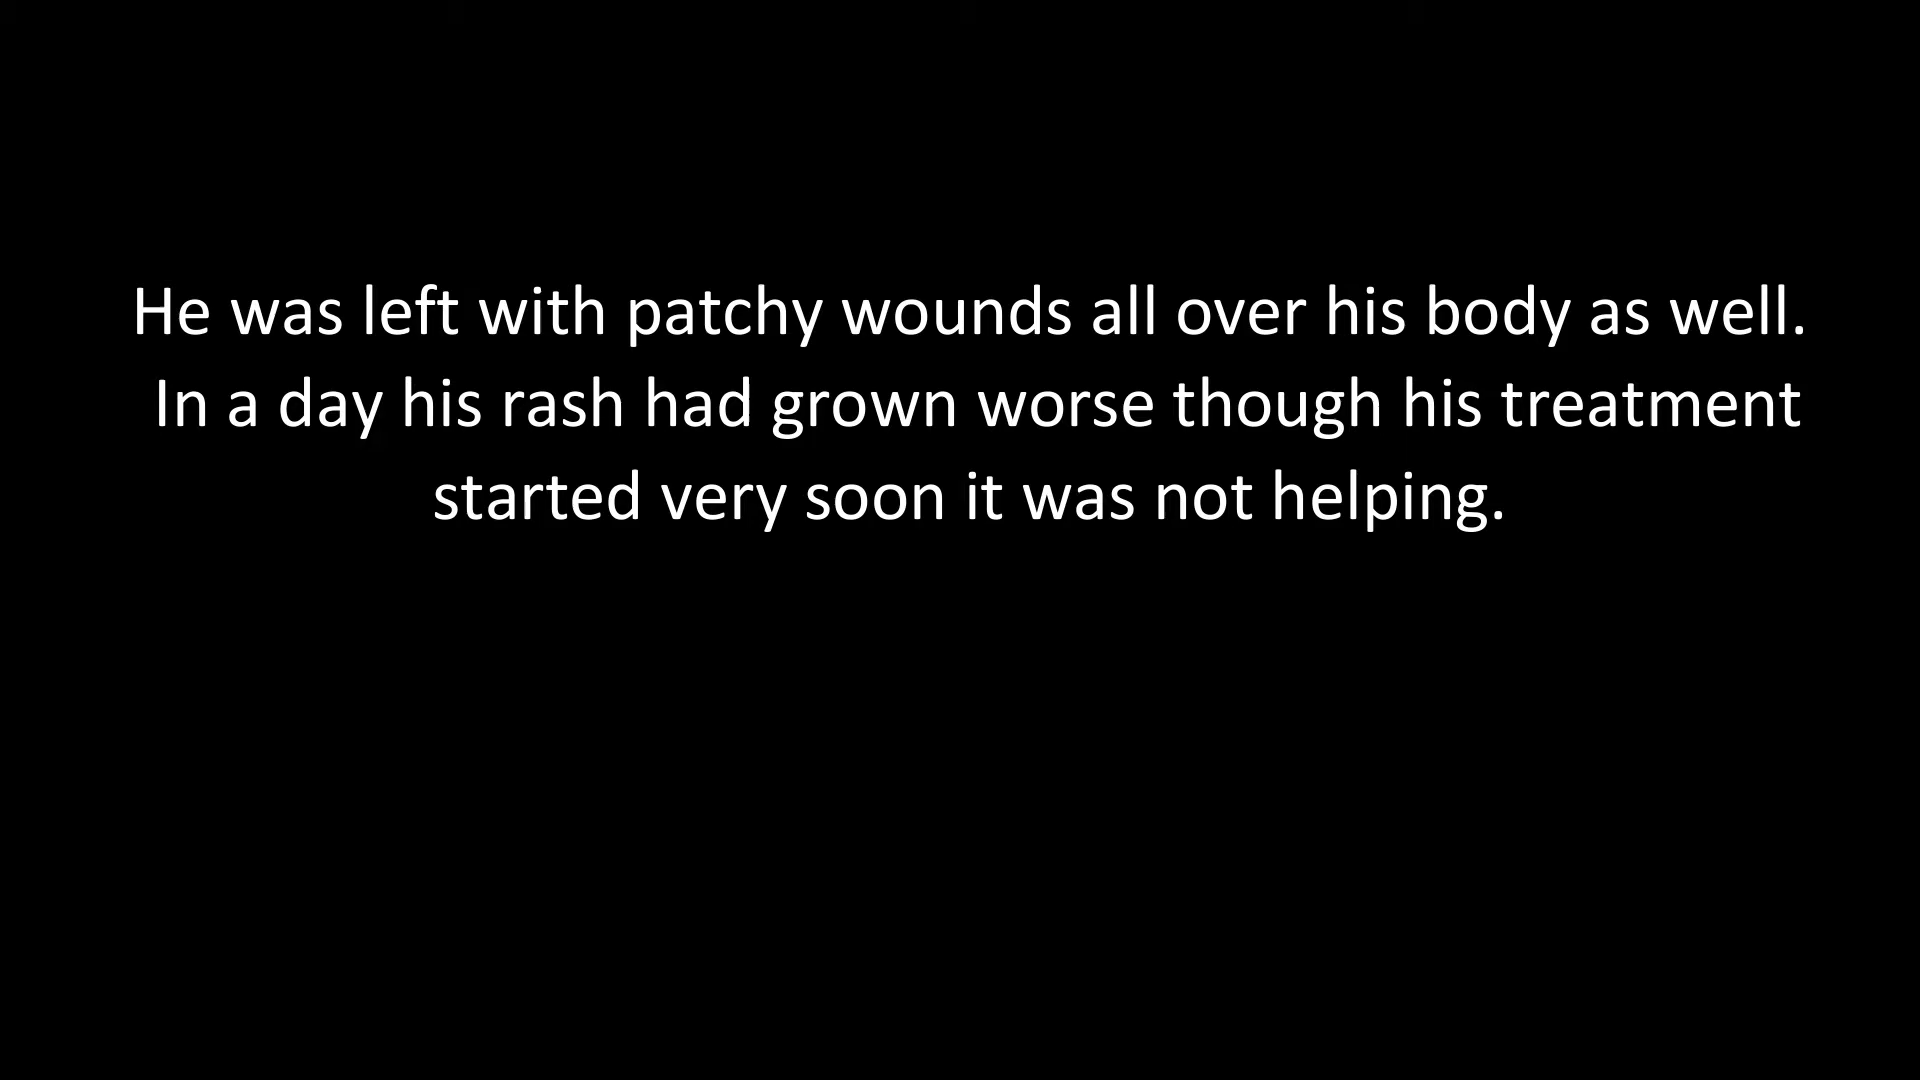 He was left with patchy wounds all over his body as well.
In a day his rash had grown worse though his treatment
started very soon it was not helping.